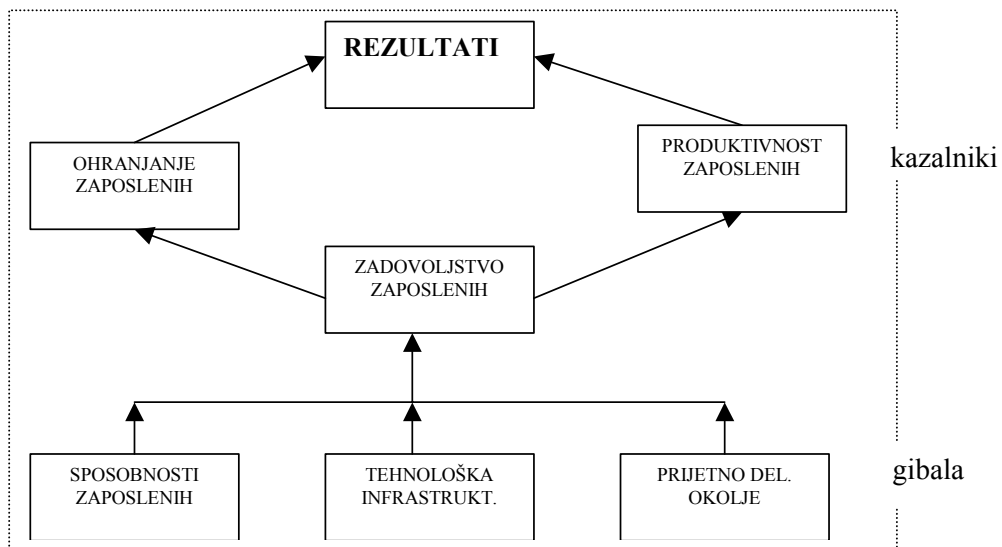 REZULTATI
OHRANJANJE
ZAPOSLENIH
PRODUKTIVNOST
ZAPOSLENIH
kazalniki
ZADOVOLJSTVO
ZAPOSLENIH
SPOSOBNOSTI
ZAPOSLENIH
TEHNOLOŠKA
INFRASTRUKT.
PRIJETNO DEL.
OKOLJE
gibala